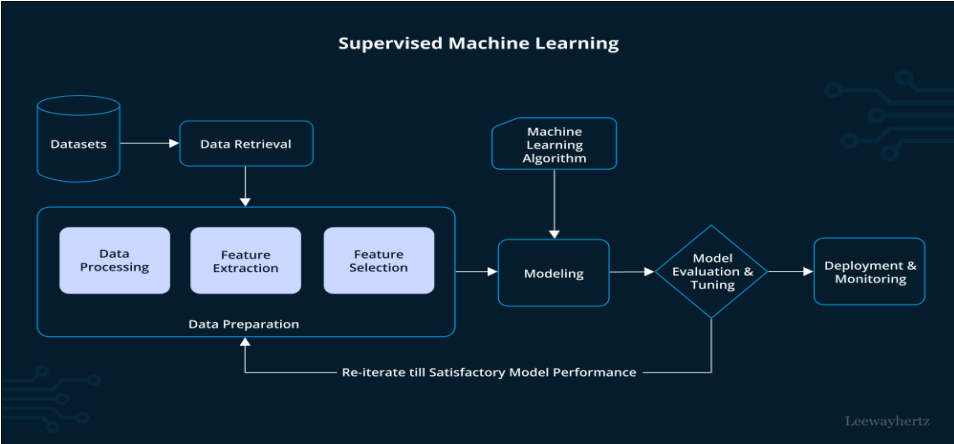 Supervised Machine Learning
Datasets
Data Retrieval
Machine
Learning
Algorithm
Data
Processing
Feature
Extraction
Feature
Selection
Data Preparation
Modeling
Model
Evaluation &
Tuning
Deployment &
Monitoring
Re-iterate till Satisfactory Model Performance
Leewayhertz